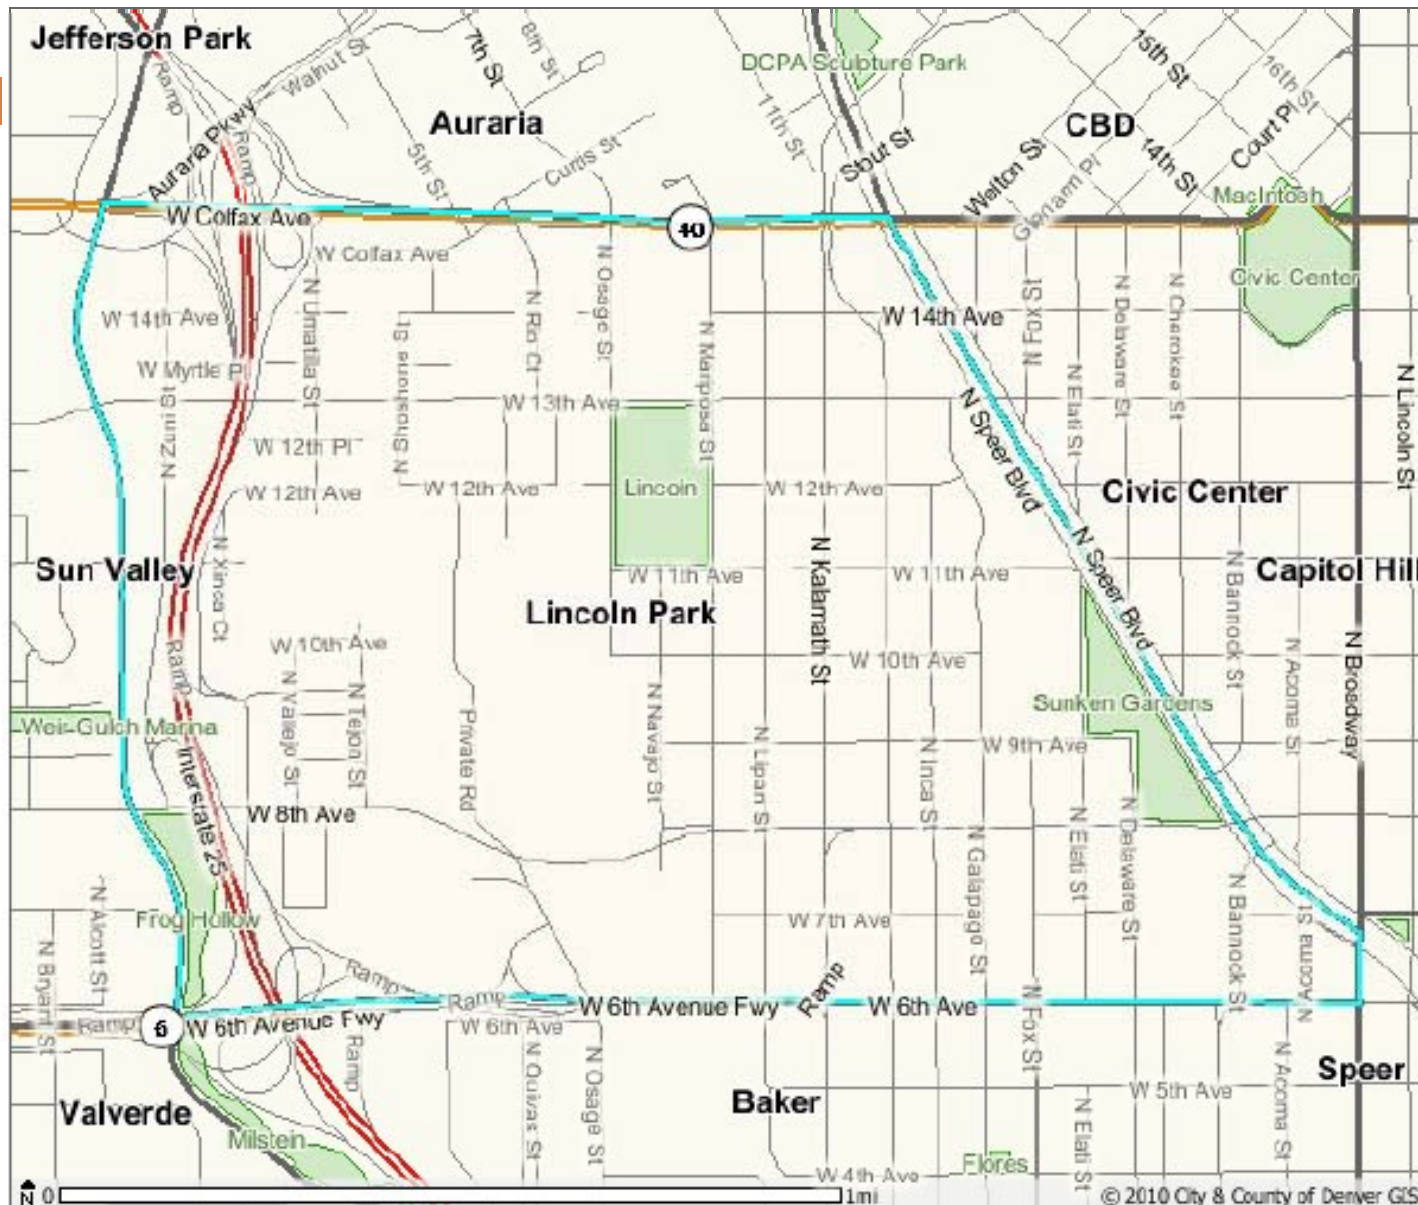 Jefferson Park
Ramp
Walnut St
7th St
8th St
DCPA Sculpture Park
15th St
16th St
Auraria
11th St
CBD
Court Pl
Auraria Pkwy
Ramp
5th St
Curtis St
Stout St
Welton St
Glenarm Pl
14th St
MacIntosh
W Colfax Ave
40
W Colfax Ave
N Osage St
Civic Center
W 14th Ave
N Umatilla St
N Rio Ct
N Mariposa St
W 14th Ave
N Fox St
N Delaware St
N Cherokee St
W Myrtle Pl
N Zuni St
W 13th Ave
N Elati St
N Lincoln St
W 12th Pl
N Speer Blvd
W 12th Ave
W 12th Ave
Lincoln
W 12th Ave
Civic Center
Sun Valley
N Xinca Ct
W 11th Ave
N Kalamath St
W 11th Ave
N Speer Blvd
N Bannock St
Capitol Hill
Lincoln Park
Ramp
W 10th Ave
W 10th Ave
N Acoma St
N Broadway
N Vallejo St
N Tejon St
Private Rd
N Navajo St
Sunken Gardens
Weir-Gulch Marina
N Lipan St
N Inca St
W 9th Ave
Interstate 25
W 8th Ave
N Galapago St
N Elati St
N Delaware St
N Alcott St
Frog Hollow
W 7th Ave
N Bannock St
N Acoma St
N Bryant St
Ramp
Ramp
Ramp
W 6th Avenue Fwy
W 6th Ave
Ramp
6
W 6th Avenue Fwy
W 6th Ave
N Fox St
Ramp
N Quivas St
N Osage St
N Acoma St
Speer
Valverde
Baker
W 5th Ave
N Elati St
Milstein
W 4th Ave
Flores
N
0
1mi
© 2010 City & County of Denver GIS